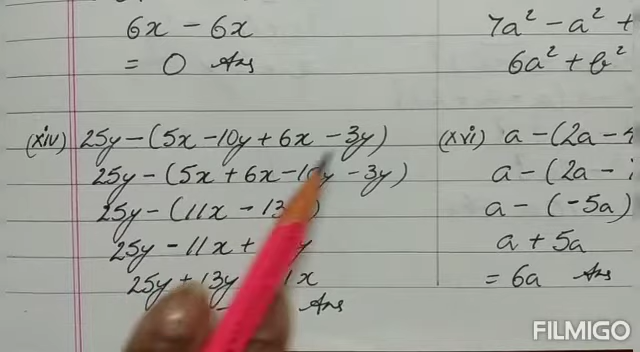 6x - 6x
= 0 Ans
(xiv) 25y-(5x-10y+6x-3y)
25y-(5x+6x-10y-3y)
25y-(11x-13
25y-11x+
25y+13y
Ans
7a² - a² +
6a² + b²
(xvi) a-(2a-
a-(2a-
a-(-5a)
a+5a
= 6a Ans
FILMIGO